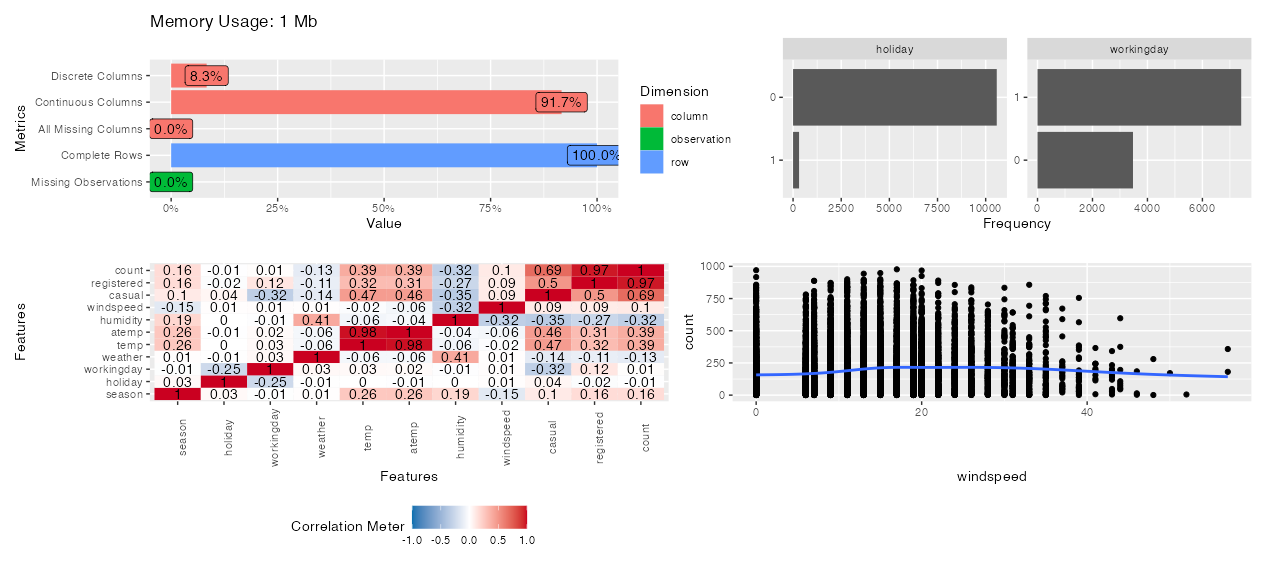 Memory Usage: 1 Mb
Metrics
Discrete Columns 8.3%
Continuous Columns 91.7%
All Missing Columns 0.0%
Complete Rows 100.0%
Missing Observations 0.0%
0% 25% 50% 75% 100%
Value
Dimension
column
observation
row
holiday workingday
0 1
1 0
0 2500 5000 7500 10000 0 2000 4000 6000
Frequency
Features
count 0.16 -0.01 0.01 -0.13 0.39 0.39 -0.32 0.1 0.69 0.97 1
registered 0.16 -0.02 0.12 -0.11 0.32 0.31 -0.27 0.09 0.5 1 0.97
casual 0.1 0.04 -0.32 -0.14 0.47 0.46 -0.35 0.09 1 0.5 0.69
windspeed -0.15 0.01 0.01 0.01 -0.02 -0.06 -0.32 1 0.09 0.09 0.1
humidity 0.19 0 -0.01 0.41 -0.06 -0.04 1 -0.32 -0.35 -0.27 -0.32
atemp 0.26 -0.01 0.02 -0.06 0.98 1 -0.04 -0.06 0.46 0.31 0.39
temp 0.26 0 0.03 -0.06 1 0.98 -0.06 -0.02 0.47 0.32 0.39
weather 0.01 -0.01 0.03 1 -0.06 -0.06 0.41 0.01 -0.14 -0.11 -0.13
workingday -0.01 -0.25 1 0.03 0.03 0.02 -0.01 0.01 -0.32 0.12 0.01
holiday 0.03 1 -0.25 -0.01 0 -0.01 0 0.01 0.04 -0.02 -0.01
season 1 0.03 -0.01 0.01 0.26 0.26 0.19 -0.15 0.1 0.16 0.16
season holiday workingday weather temp atemp humidity windspeed casual registered count
Features
Correlation Meter
-1.0 -0.5 0.0 0.5 1.0
count
1000
750
500
250
0
0 20 40
windspeed